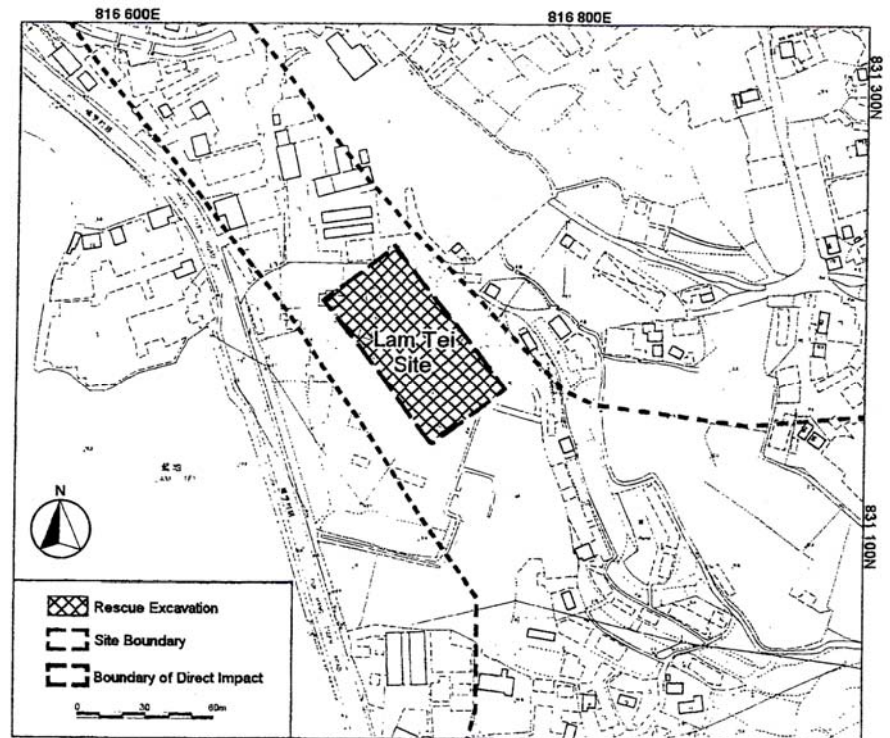 816 600E
816 800E
831 300N
Lam Tei
Site
831 100N
N
Rescue Excavation
Site Boundary
Boundary of Direct Impact
0 30 60m